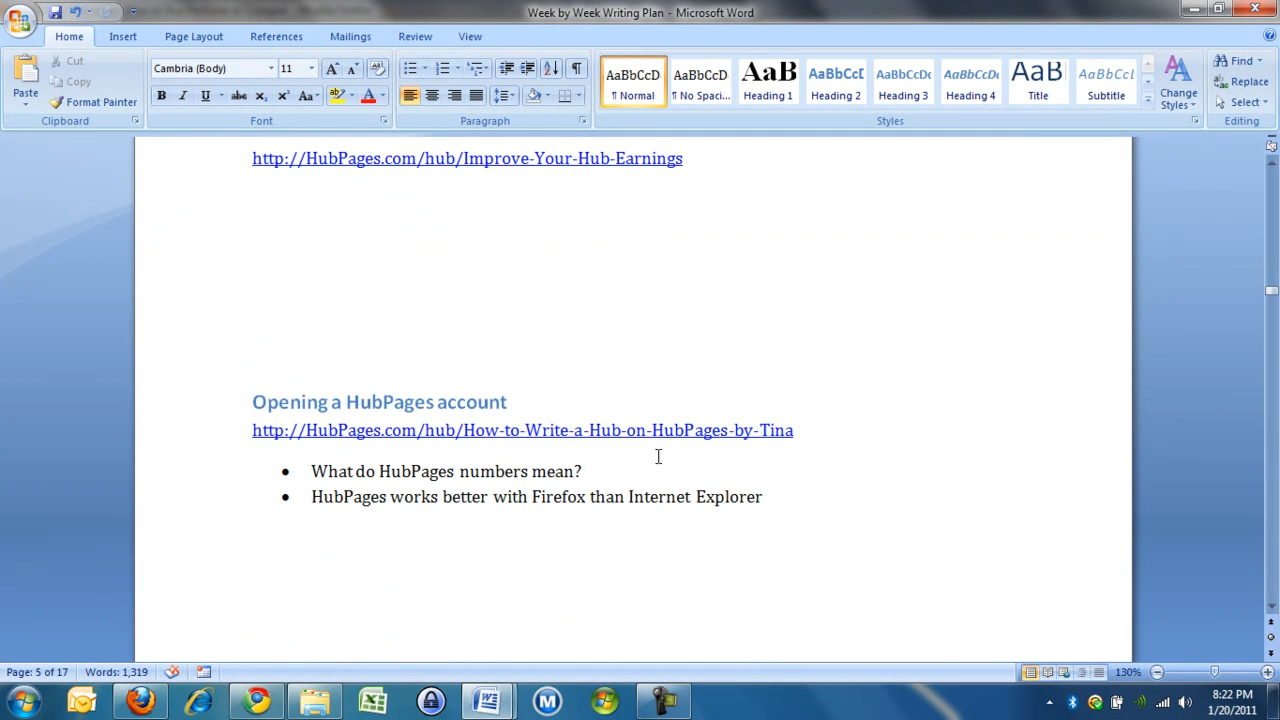 Week by Week Writing Plan - Microsoft Word
Home Insert Page Layout References Mailings Review View
Paste
Cut
Copy
Format Painter
Clipboard
Cambria (Body) 11
B I U abc X₂ X² Aa
Font
Paragraph
AaBbCcD
¶ Normal
AaBbCcD
¶ No Spaci...
AaB
Heading 1
AaBbCcI
Heading 2
AaBbCcDc
Heading 3
AaBbCcDc
Heading 4
AaB
Title
AaBbCcl
Subtitle
Change
Styles
Styles
Find
Replace
Select
Editing
http://HubPages.com/hub/Improve-Your-Hub-Earnings
Opening a HubPages account
http://HubPages.com/hub/How-to-Write-a-Hub-on-HubPages-by-Tina
• What do HubPages numbers mean?
• HubPages works better with Firefox than Internet Explorer
Page: 5 of 17 Words: 1,319 130%
8:22 PM
1/20/2011